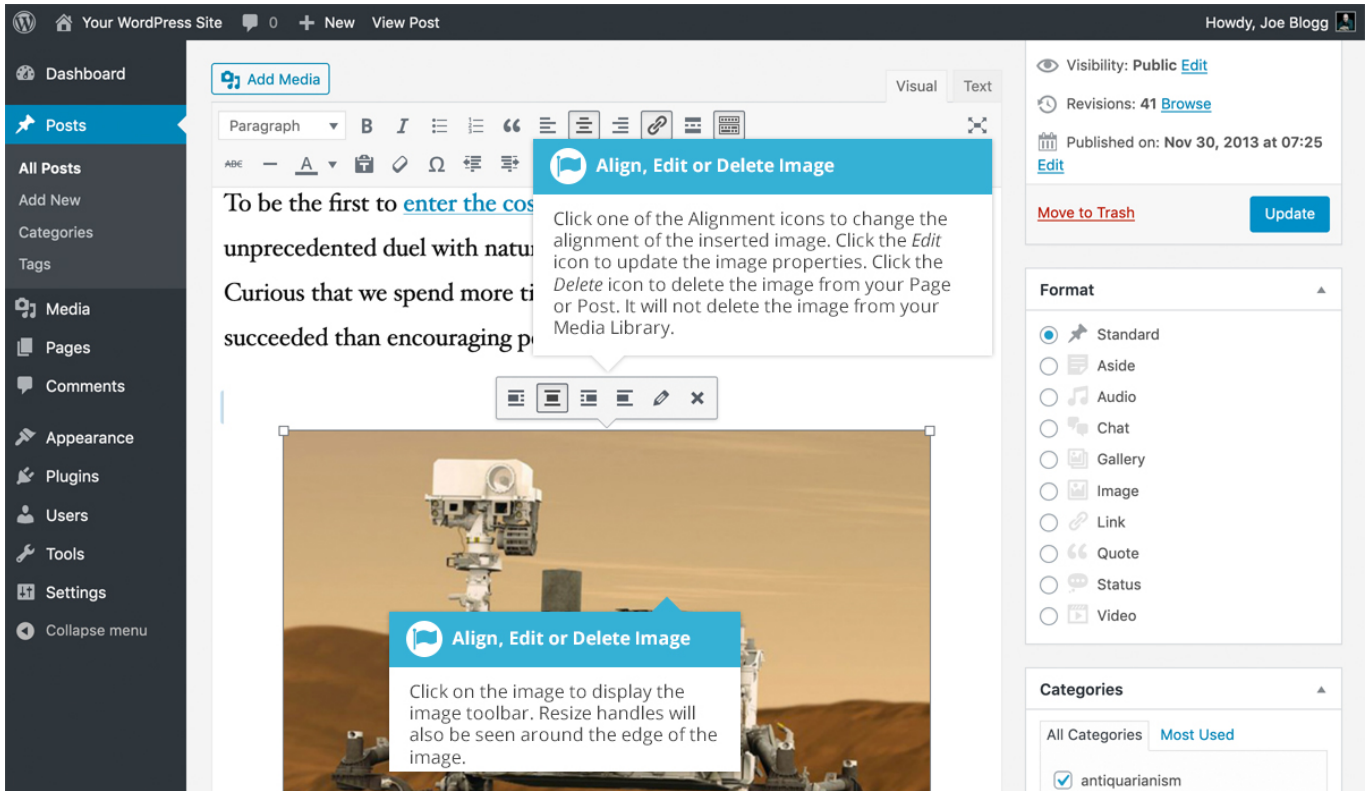 Your WordPress Site 0 New View Post Howdy, Joe Blogg
Dashboard
Posts
All Posts
Add New
Categories
Tags
Media
Pages
Comments
Appearance
Plugins
Users
Tools
Settings
Collapse menu
Add Media
Visual Text
Paragraph B I
ABC A Ω
To be the first to enter the cos
unprecedented duel with natu
Curious that we spend more ti
succeeded than encouraging p
Align, Edit or Delete Image
Click one of the Alignment icons to change the
alignment of the inserted image. Click the Edit
icon to update the image properties. Click the
Delete icon to delete the image from your Page
or Post. It will not delete the image from your
Media Library.
Align, Edit or Delete Image
Click on the image to display the
image toolbar. Resize handles will
also be seen around the edge of the
image.
Visibility: Public Edit
Revisions: 41 Browse
Published on: Nov 30, 2013 at 07:25
Edit
Move to Trash Update
Format
Standard
Aside
Audio
Chat
Gallery
Image
Link
Quote
Status
Video
Categories
All Categories Most Used
antiquarianism